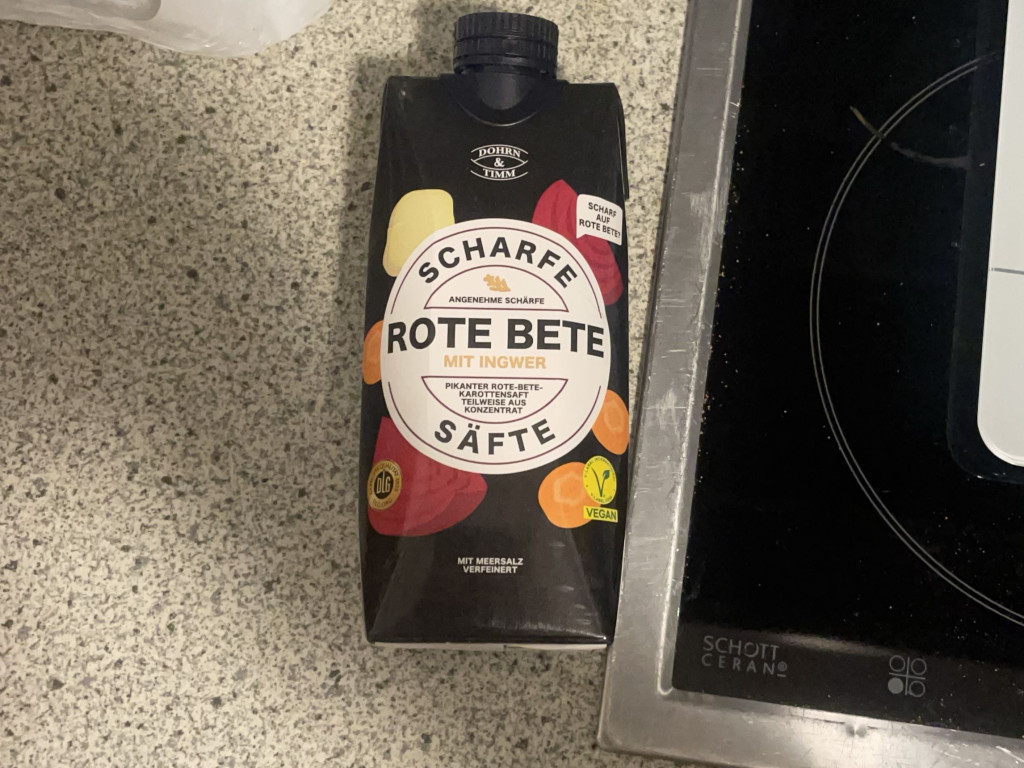 DOHRN
&
TIMM
SCHARF
AUF
ROTE BETE?
SCHARFE
ANGENEHME SCHÄRFE
ROTE BETE
MIT INGWER
PIKANTER ROTE-BETE-
KAROTTENSAFT
TEILWEISE AUS
KONZENTRAT
SÄFTE
DLG
VEGAN
MIT MEERSALZ
VERFEINERT
SCHOTT
CERAN®